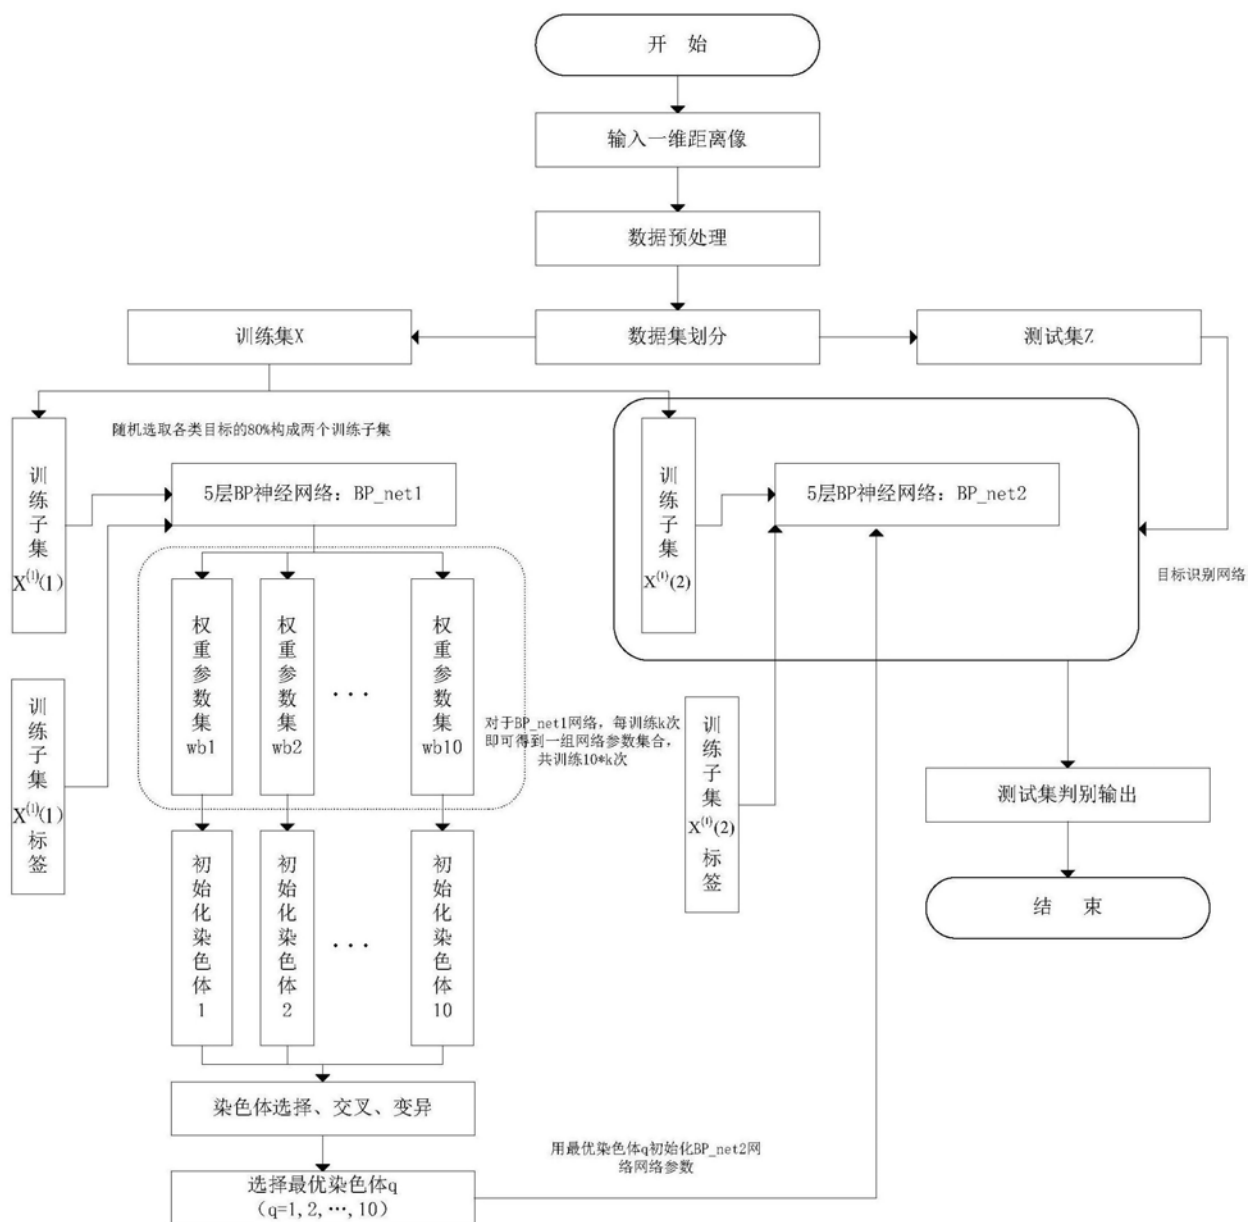 开 始
输入一维距离像
数据预处理
训练集X
数据集划分
测试集Z
随机选取各类目标的80%构成两个训练子集
训
练
子
集
X⁽¹⁾(1)
5层BP神经网络：BP_net1
训
练
子
集
X⁽¹⁾(2)
5层BP神经网络：BP_net2
目标识别网络
权
重
参
数
集
wb1
权
重
参
数
集
wb2
...
权
重
参
数
集
wb10
对于BP_net1网络，每训练k次
即可得到一组网络参数集合，
共训练10*k次
训
练
子
集
X⁽¹⁾(1)
标
签
训
练
子
集
X⁽¹⁾(2)
标
签
测试集判别输出
结 束
初
始
化
染
色
体
1
初
始
化
染
色
体
2
...
初
始
化
染
色
体
10
染色体选择、交叉、变异
用最优染色体q初始化BP_net2网
络网络参数
选择最优染色体q
（q=1,2,…,10）